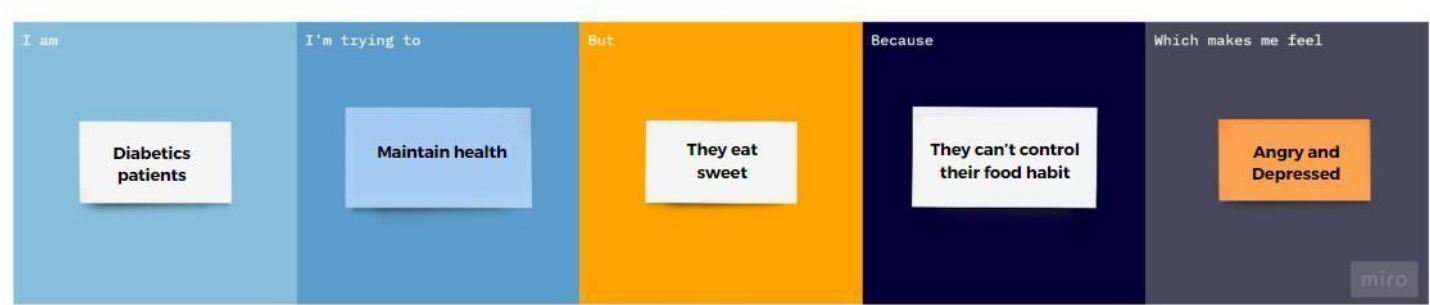 I am
Diabetics
patients
I'm trying to
Maintain health
But
They eat
sweet
Because
They can't control
their food habit
Which makes me feel
Angry and
Depressed
miro